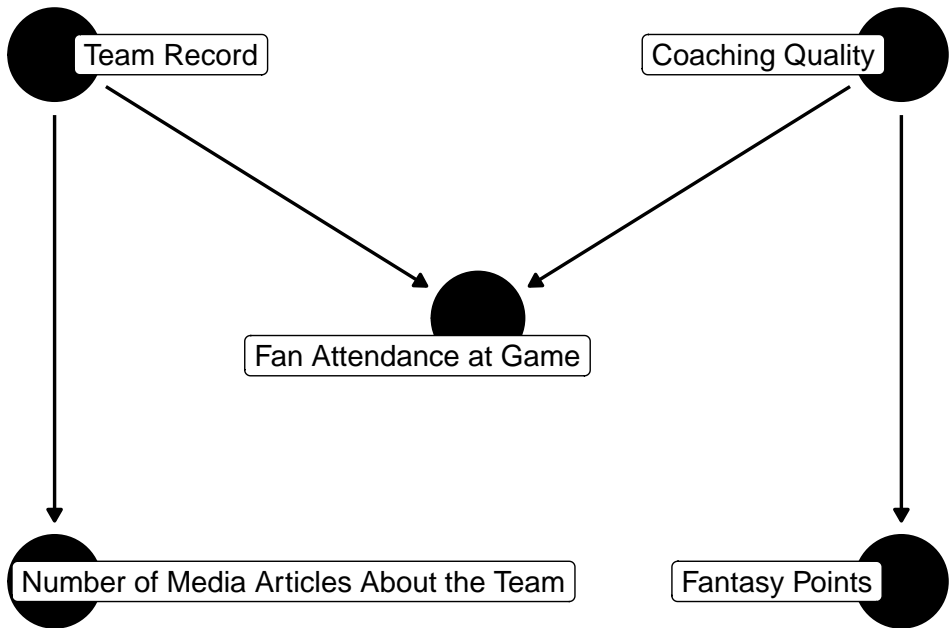 Team Record
Coaching Quality
Fan Attendance at Game
Number of Media Articles About the Team
Fantasy Points